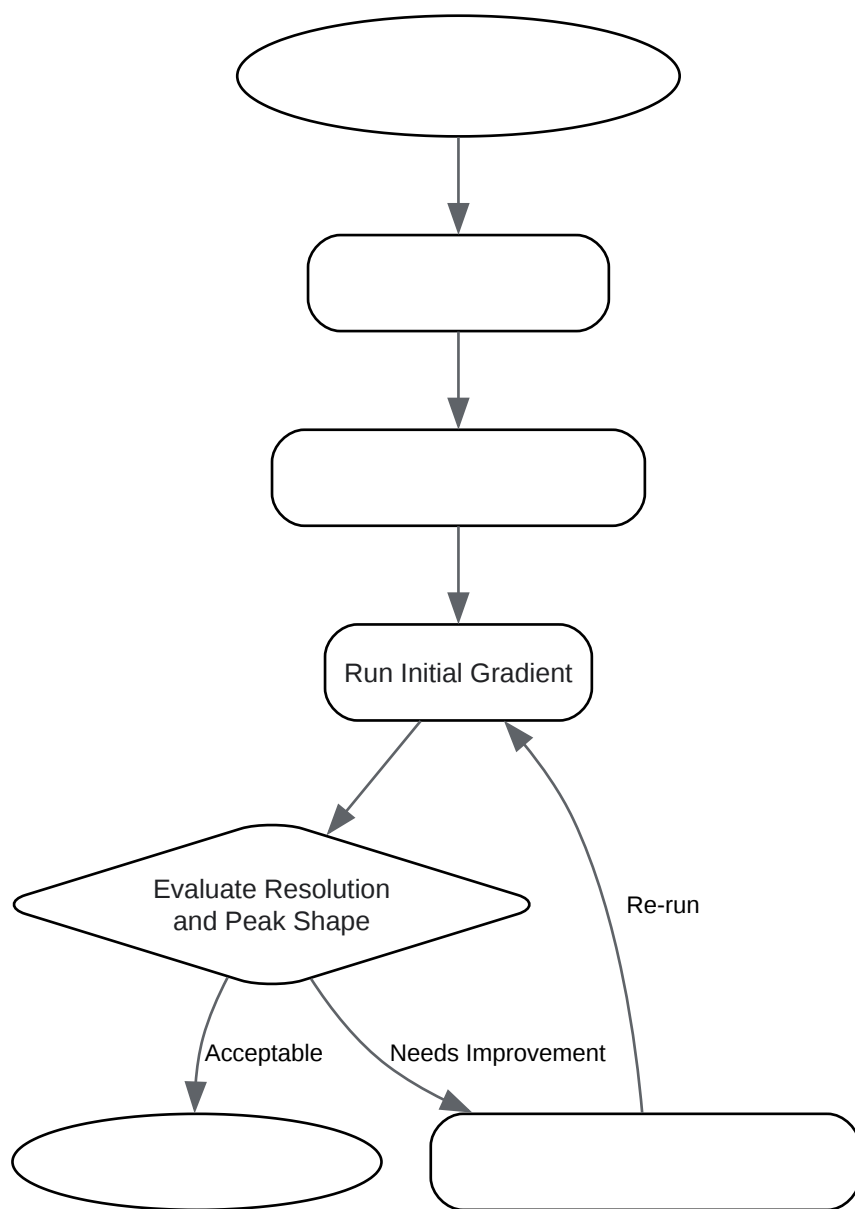 Run Initial Gradient
Evaluate Resolution
and Peak Shape
Re-run
Acceptable
Needs Improvement